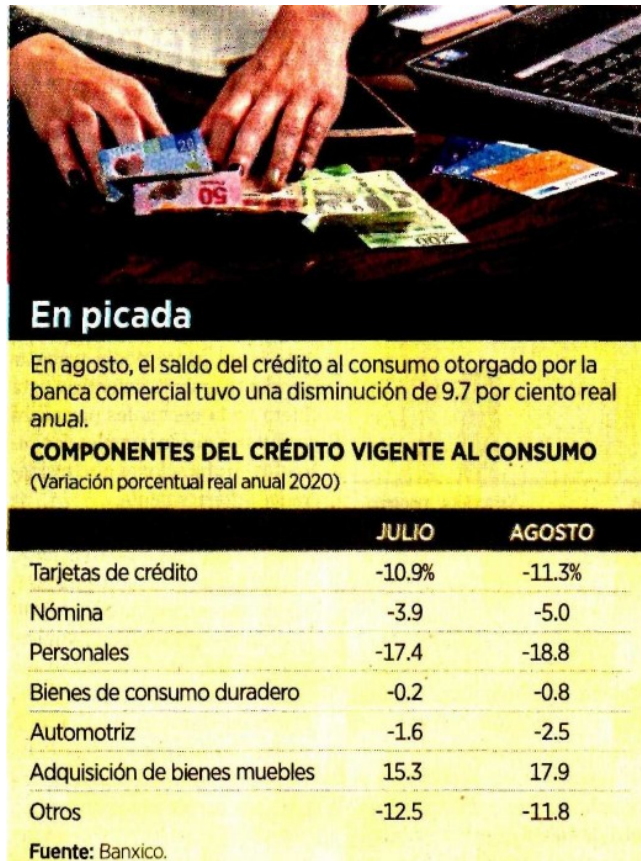 20
50
200
En picada
En agosto, el saldo del crédito al consumo otorgado por la
banca comercial tuvo una disminución de 9.7 por ciento real
anual.
COMPONENTES DEL CRÉDITO VIGENTE AL CONSUMO
(Variación porcentual real anual 2020)
JULIO AGOSTO
Tarjetas de crédito -10.9% -11.3%
Nómina -3.9 -5.0
Personales -17.4 -18.8
Bienes de consumo duradero -0.2 -0.8
Automotriz -1.6 -2.5
Adquisición de bienes muebles 15.3 17.9
Otros -12.5 -11.8
Fuente: Banxico.